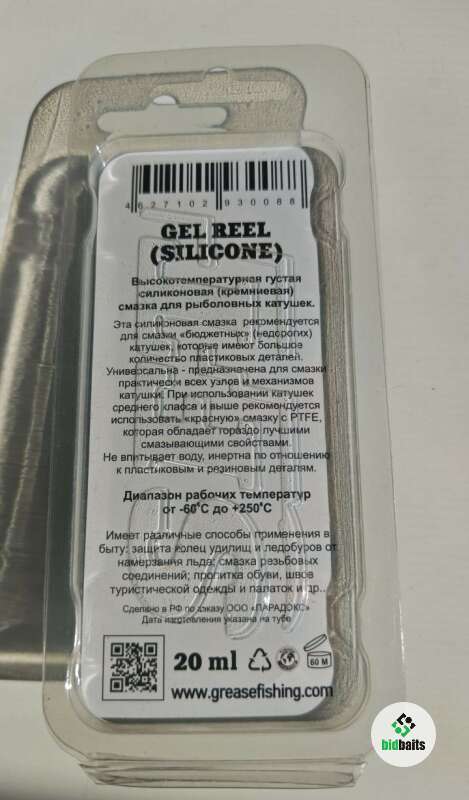 4 627102 930088
GEL REEL
(SILICONE)
Высокотемпературная густая
силиконовая (кремниевая)
смазка для рыболовных катушек.
Эта силиконовая смазка рекомендуется
для смазки «бюджетных» (недорогих)
катушек, которые имеют большое
количество пластиковых деталей.
Универсальна - предназначена для смазки
практически всех узлов и механизмов
катушки. При использовании катушек
среднего класса и выше рекомендуется
использовать «красную» смазку с PTFE,
которая обладает гораздо лучшими
смазывающими свойствами.
Не впитывает воду, инертна по отношению
к пластиковым и резиновым деталям.
Диапазон рабочих температур
от -60°С до +250°С
Имеет различные способы применения в
быту: защита колец удилищ и ледобуров от
намерзания льда; смазка резьбовых
соединений; пропитка обуви, швов
туристической одежды и палаток и др..
Сделано в РФ по заказу ООО «ПАРАДОКС»
Дата изготовления указана на тубе
20 ml
60 M
www.greasefishing.com
bidbaits